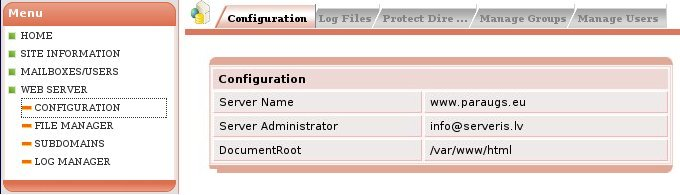 Menu
HOME
SITE INFORMATION
MAILBOXES/USERS
WEB SERVER
CONFIGURATION
FILE MANAGER
SUBDOMAINS
LOG MANAGER
Configuration Log Files Protect Dire ... Manage Groups Manage Users
Configuration
Server Name www.paraugs.eu
Server Administrator info@serveris.lv
DocumentRoot /var/www/html